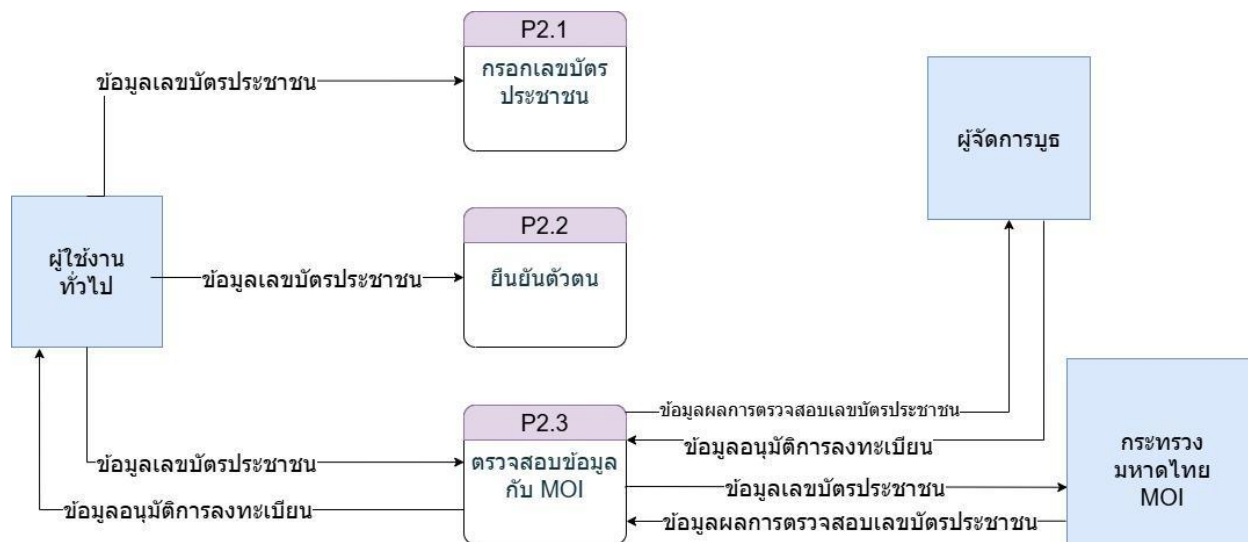 P2.1
กรอกเลขบัตร
ประชาชน
ข้อมูลเลขบัตรประชาชน
ผู้จัดการบูธ
P2.2
ยืนยันตัวตน
ผู้ใช้งาน
ทั่วไป
ข้อมูลเลขบัตรประชาชน
P2.3
ตรวจสอบข้อมูล
กับ MOI
ข้อมูลผลการตรวจสอบเลขบัตรประชาชน
ข้อมูลอนุมัติการลงทะเบียน
ข้อมูลเลขบัตรประชาชน
ข้อมูลเลขบัตรประชาชน
ข้อมูลอนุมัติการลงทะเบียน
ข้อมูลผลการตรวจสอบเลขบัตรประชาชน
กระทรวง
มหาดไทย
MOI